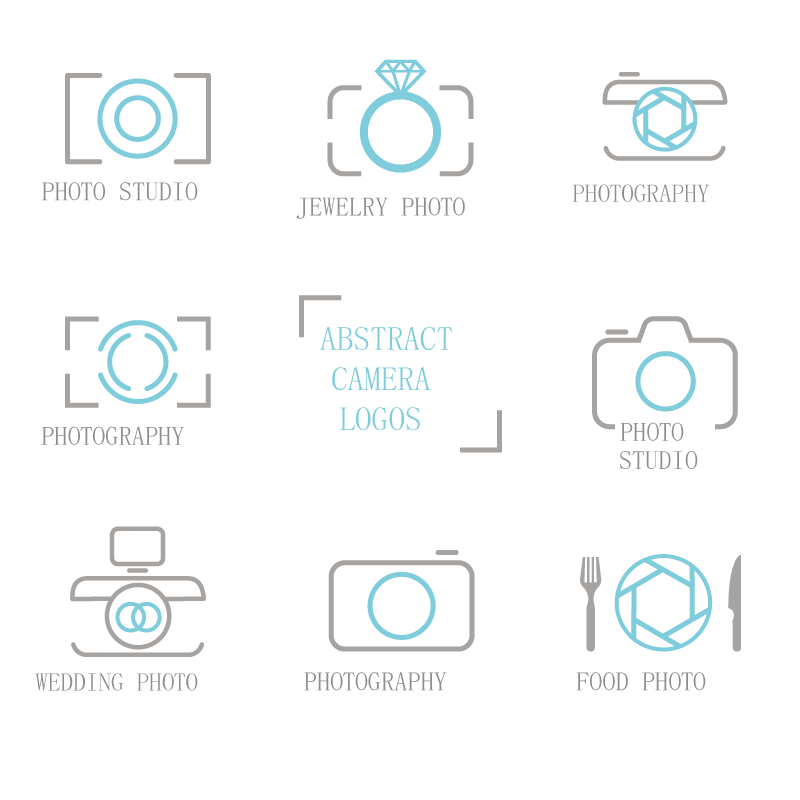 PHOTO STUDIO
JEWELRY PHOTO
PHOTOGRAPHY
PHOTOGRAPHY
ABSTRACT
CAMERA
LOGOS
PHOTO
STUDIO
WEDDING PHOTO
PHOTOGRAPHY
FOOD PHOTO